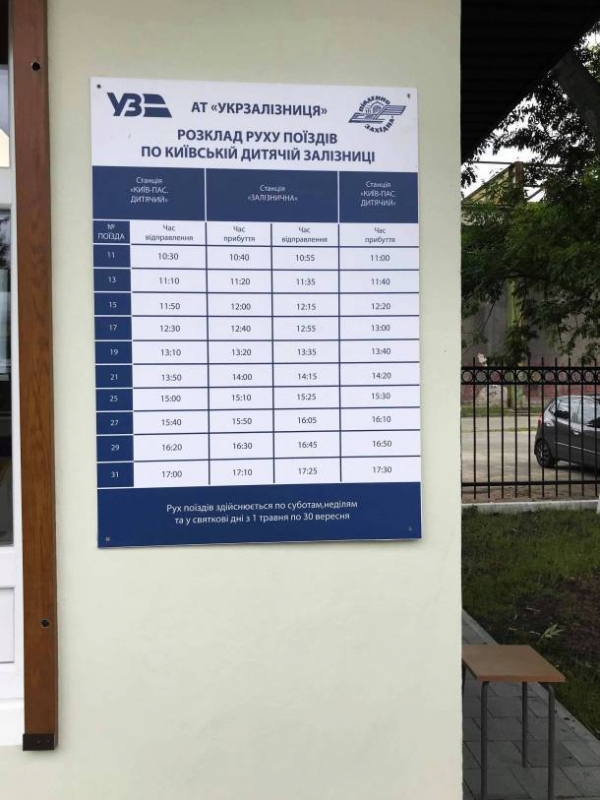 УЗ
АТ «УКРЗАЛІЗНИЦЯ»
ПІВДЕННО
ЗАХІДНА
РОЗКЛАД РУХУ ПОЇЗДІВ
ПО КИЇВСЬКІЙ ДИТЯЧІЙ ЗАЛІЗНИЦІ
Станція «КИЇВ-ПАС. ДИТЯЧИЙ» Станція «ЗАЛІЗНИЧНА» Станція «КИЇВ-ПАС. ДИТЯЧИЙ»
№ ПОЇЗДА Час відправлення Час прибуття Час відправлення Час прибуття
11 10:30 10:40 10:55 11:00
13 11:10 11:20 11:35 11:40
15 11:50 12:00 12:15 12:20
17 12:30 12:40 12:55 13:00
19 13:10 13:20 13:35 13:40
21 13:50 14:00 14:15 14:20
25 15:00 15:10 15:25 15:30
27 15:40 15:50 16:05 16:10
29 16:20 16:30 16:45 16:50
31 17:00 17:10 17:25 17:30
Рух поїздів здійснюється по суботам,неділям
та у святкові дні з 1 травня по 30 вересня